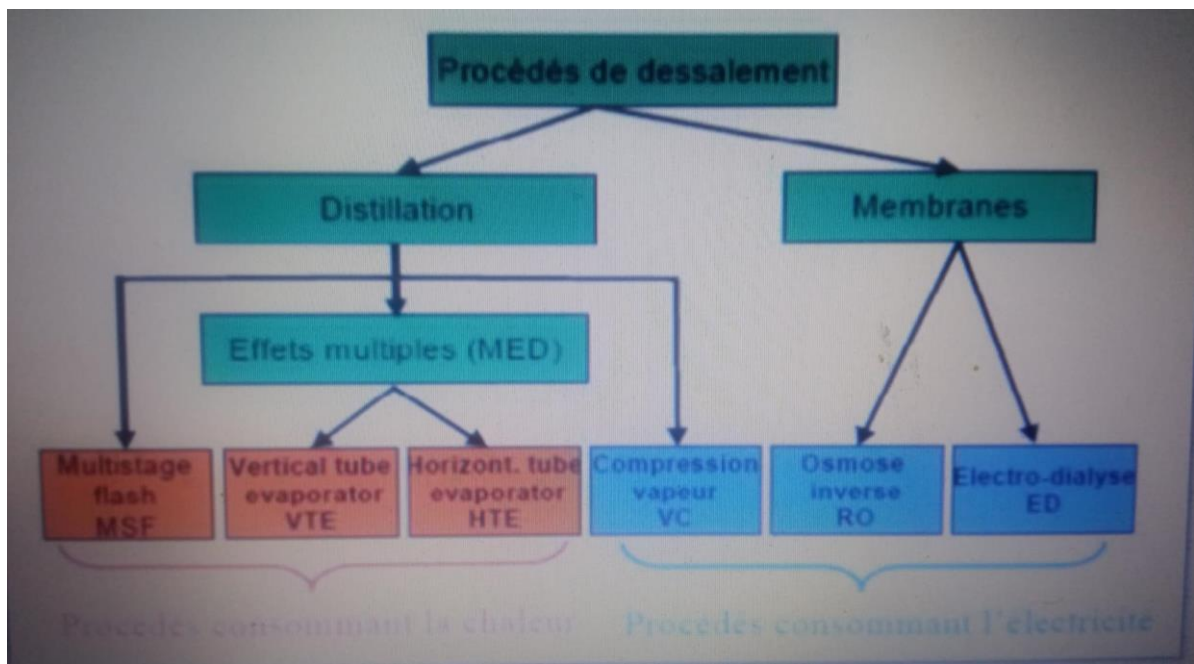 Procédés de dessalement
Distillation
Membranes
Effets multiples (MED)
Multistage
flash
MSF
Vertical tube
evaporator
VTE
Horizont. tube
evaporator
HTE
Compression
vapeur
VC
Osmose
inverse
RO
Electro-dialyse
ED
Procédés consommant la chaleur
Procédés consommant l'électricité